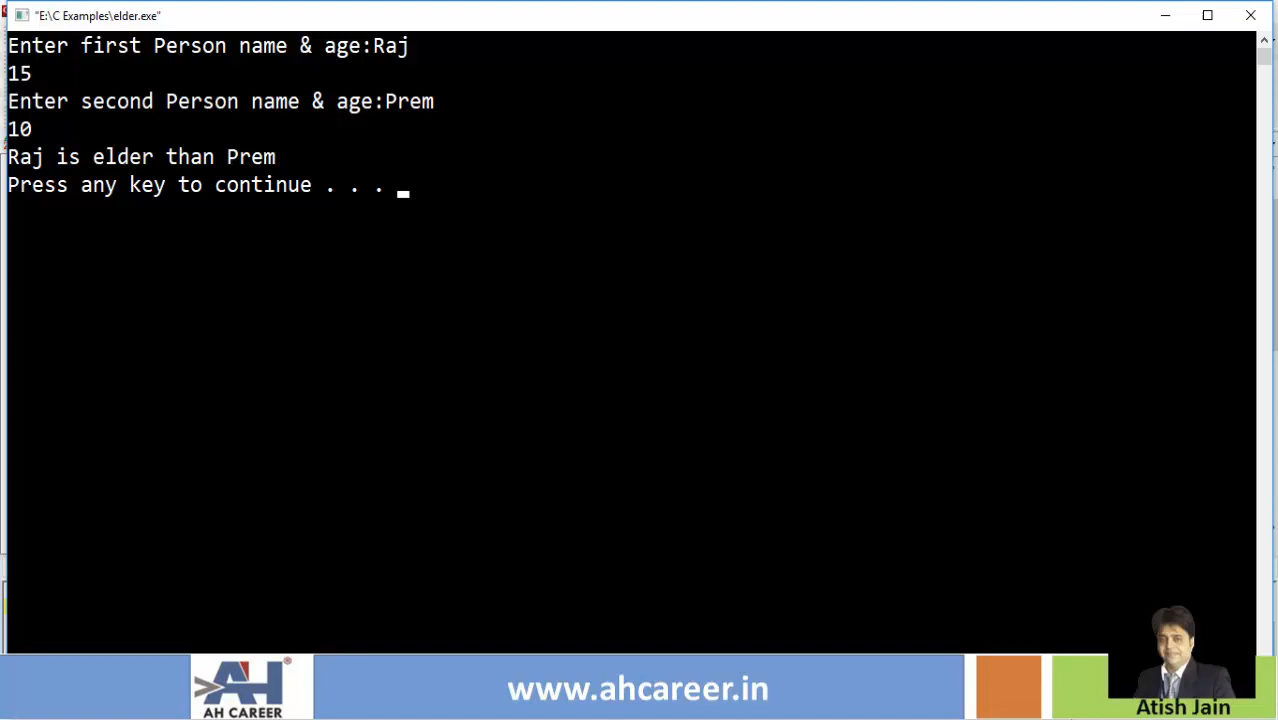 "E:\C Examples\elder.exe"
Enter first Person name & age:Raj
15
Enter second Person name & age:Prem
10
Raj is elder than Prem
Press any key to continue . . .
AH
®
AH CAREER
www.ahcareer.in
Atish Jain